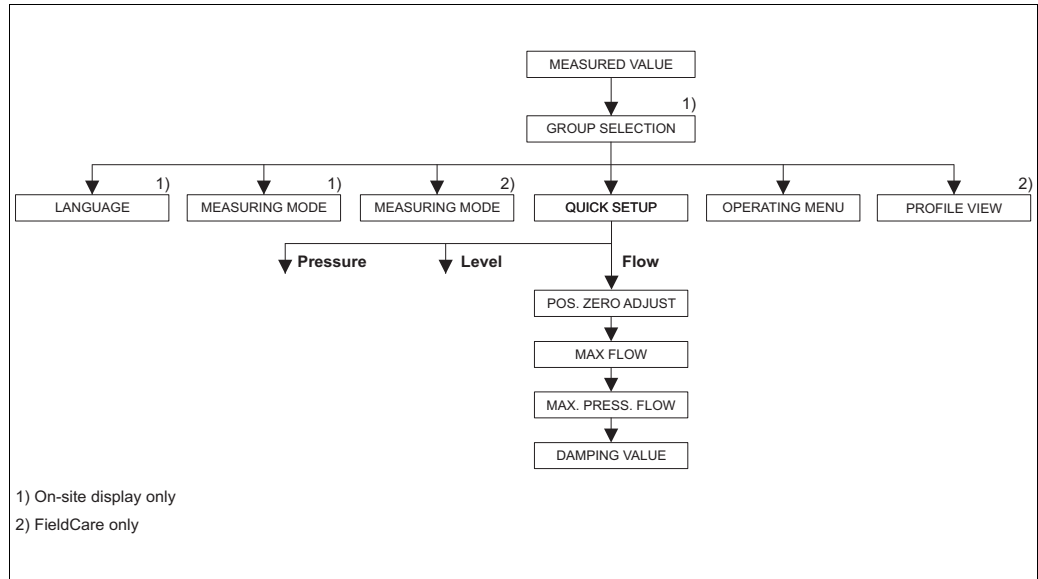 MEASURED VALUE
1)
GROUP SELECTION
1)
1)
2)
2)
LANGUAGE
MEASURING MODE
MEASURING MODE
QUICK SETUP
OPERATING MENU
PROFILE VIEW
Pressure
Level
Flow
POS. ZERO ADJUST
MAX FLOW
MAX. PRESS. FLOW
DAMPING VALUE
1) On-site display only
2) FieldCare only